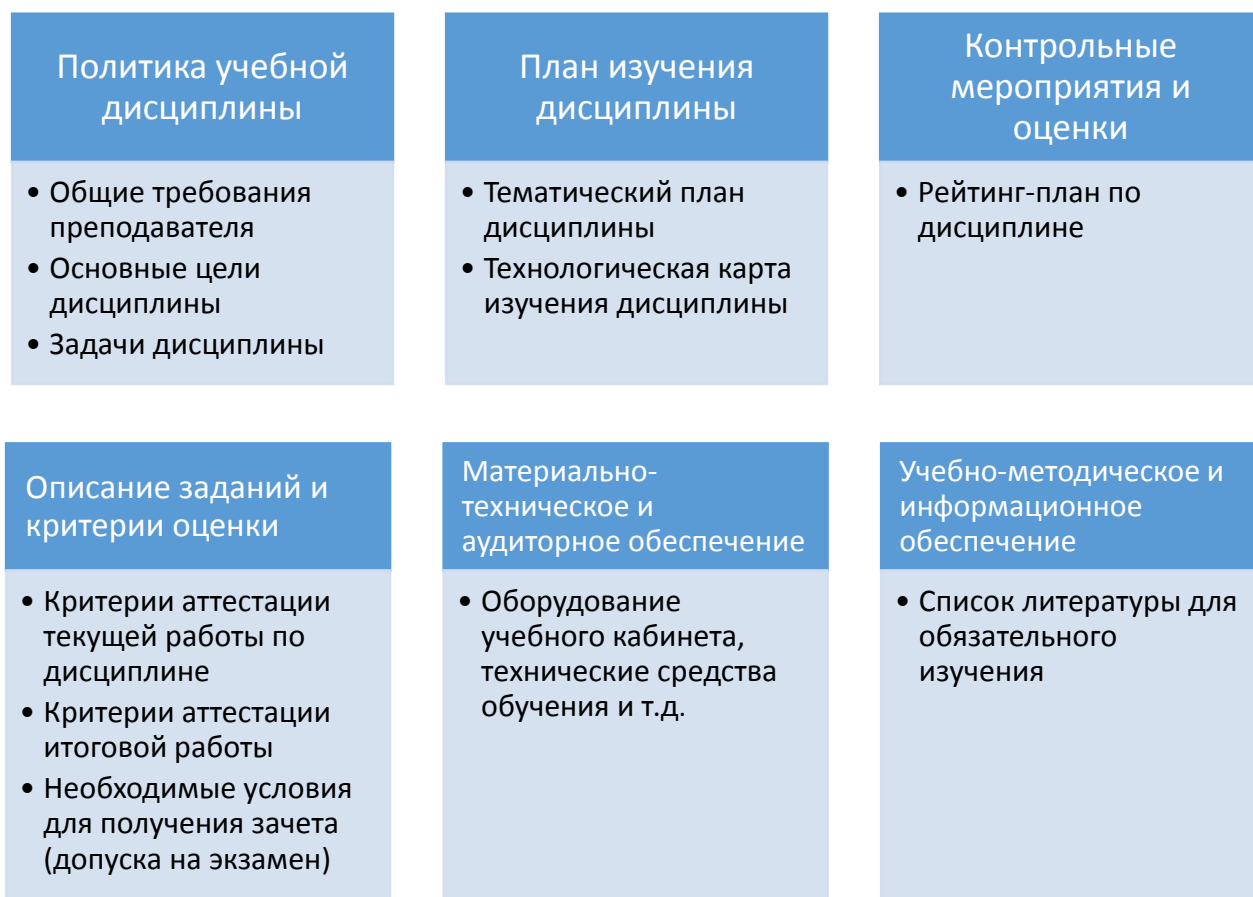 Политика учебной
дисциплины
• Общие требования
преподавателя
• Основные цели
дисциплины
• Задачи дисциплины
План изучения
дисциплины
• Тематический план
дисциплины
• Технологическая карта
изучения дисциплины
Контрольные
мероприятия и
оценки
• Рейтинг-план по
дисциплине
Описание заданий и
критерии оценки
• Критерии аттестации
текущей работы по
дисциплине
• Критерии аттестации
итоговой работы
• Необходимые условия
для получения зачета
(допуска на экзамен)
Материально-
техническое и
аудиторное обеспечение
• Оборудование
учебного кабинета,
технические средства
обучения и т.д.
Учебно-методическое и
информационное
обеспечение
• Список литературы для
обязательного
изучения